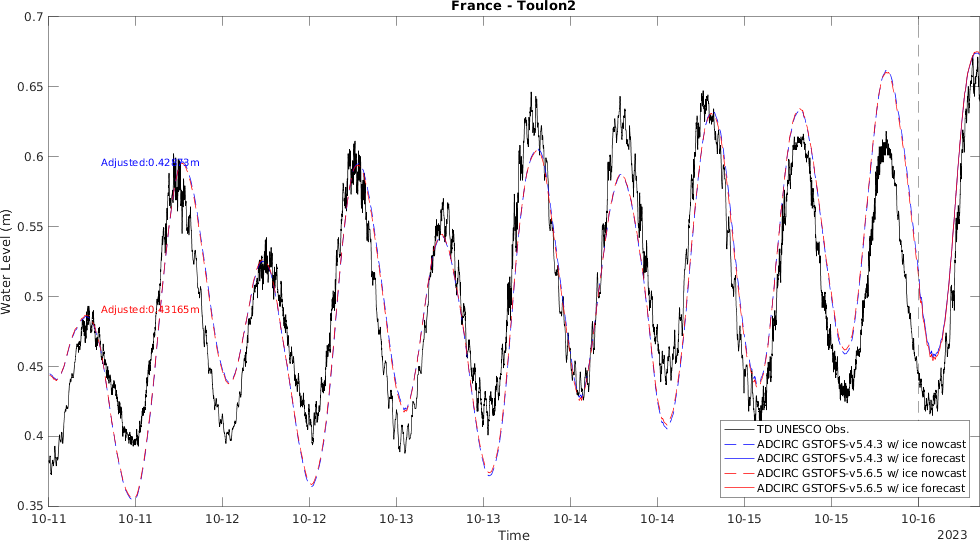 France - Toulon2
0.7
0.65
0.6
0.55
0.5
0.45
0.4
0.35
Water Level (m)
Adjusted:0.42873m
Adjusted:0.43165m
TD UNESCO Obs.
ADCIRC GSTOFS-v5.4.3 w/ ice nowcast
ADCIRC GSTOFS-v5.4.3 w/ ice forecast
ADCIRC GSTOFS-v5.6.5 w/ ice nowcast
ADCIRC GSTOFS-v5.6.5 w/ ice forecast
10-11 10-11 10-12 10-12 10-13 10-13 10-14 10-14 10-15 10-15 10-16
Time
2023